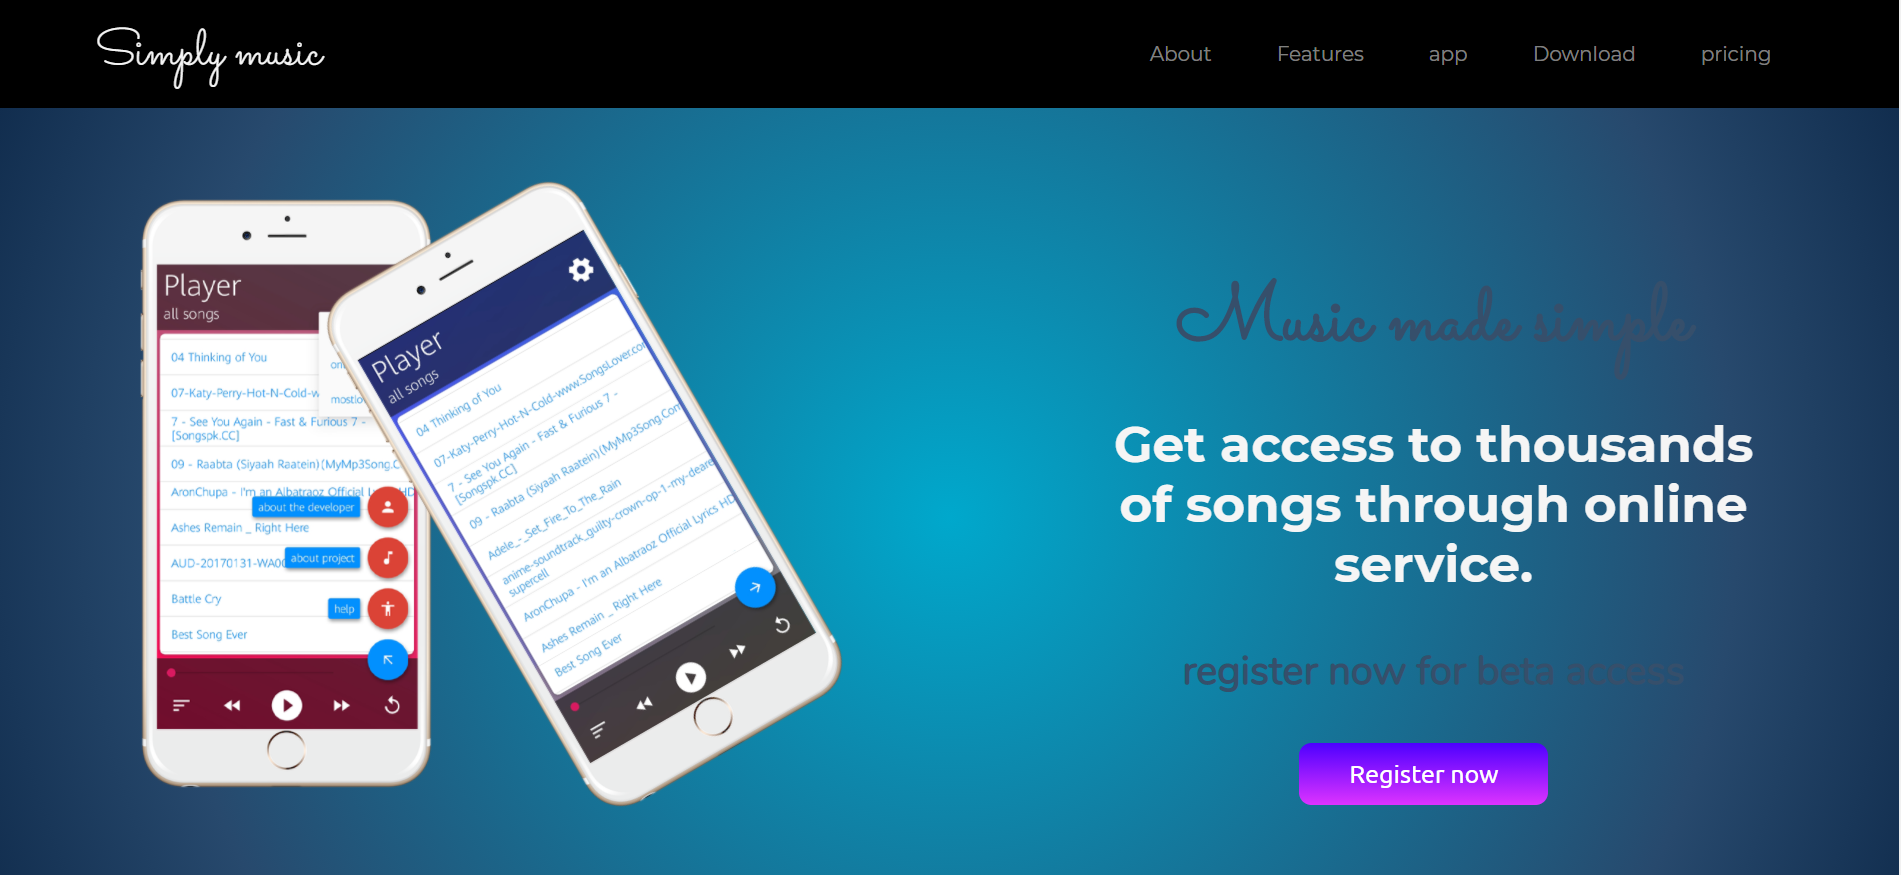 Simply music
About Features app Download pricing
Player
all songs
04 Thinking of You
07-Katy-Perry-Hot-N-Cold-w
7 - See You Again - Fast & Furious 7 -
[Songspk.CC]
09 - Raabta (Siyaah Raatein)(MyMp3Song.C
AronChupa - I'm an Albatraoz Official
about the developer
Ashes Remain _ Right Here
about project
Battle Cry
help
Best Song Ever
Player
all songs
04 Thinking of You
07-Katy-Perry-Hot-N-Cold-www.SongsLover.com
7 - See You Again - Fast & Furious 7 -
[Songspk.CC]
09 - Raabta (Siyaah Raatein)(MyMp3Song.Com
Adele_-_Set_Fire_To_The_Rain
anime-soundtrack_guilty-crown-op-1-my-deare
supercell
AronChupa - I'm an Albatraoz Official Lyrics HD
Ashes Remain _ Right Here
Best Song Ever
Music made simple
Get access to thousands
of songs through online
service.
register now for beta access
Register now